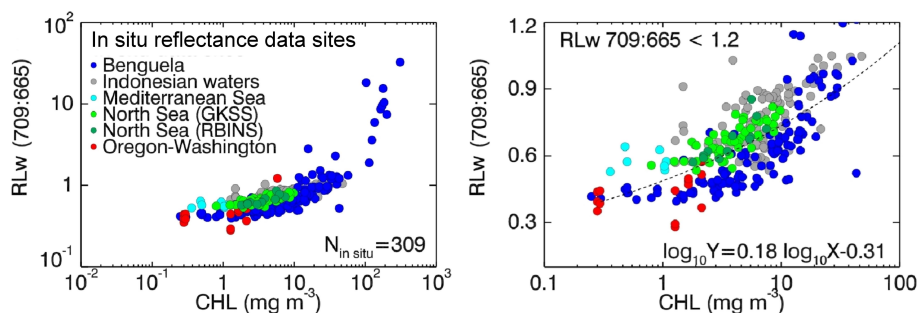 In situ reflectance data sites
Benguela
Indonesian waters
Mediterranean Sea
North Sea (GKSS)
North Sea (RBINS)
Oregon-Washington
N in situ=309
RLw (709:665)
10² 10 1 10⁻¹
10⁻² 10⁻¹ 1 10¹ 10² 10³
CHL (mg m⁻³)
RLw 709:665 < 1.2
log₁₀Y=0.18 log₁₀X-0.31
RLw (709:665)
1.2 0.9 0.6 0.3
0.1 1 10 100
CHL (mg m⁻³)